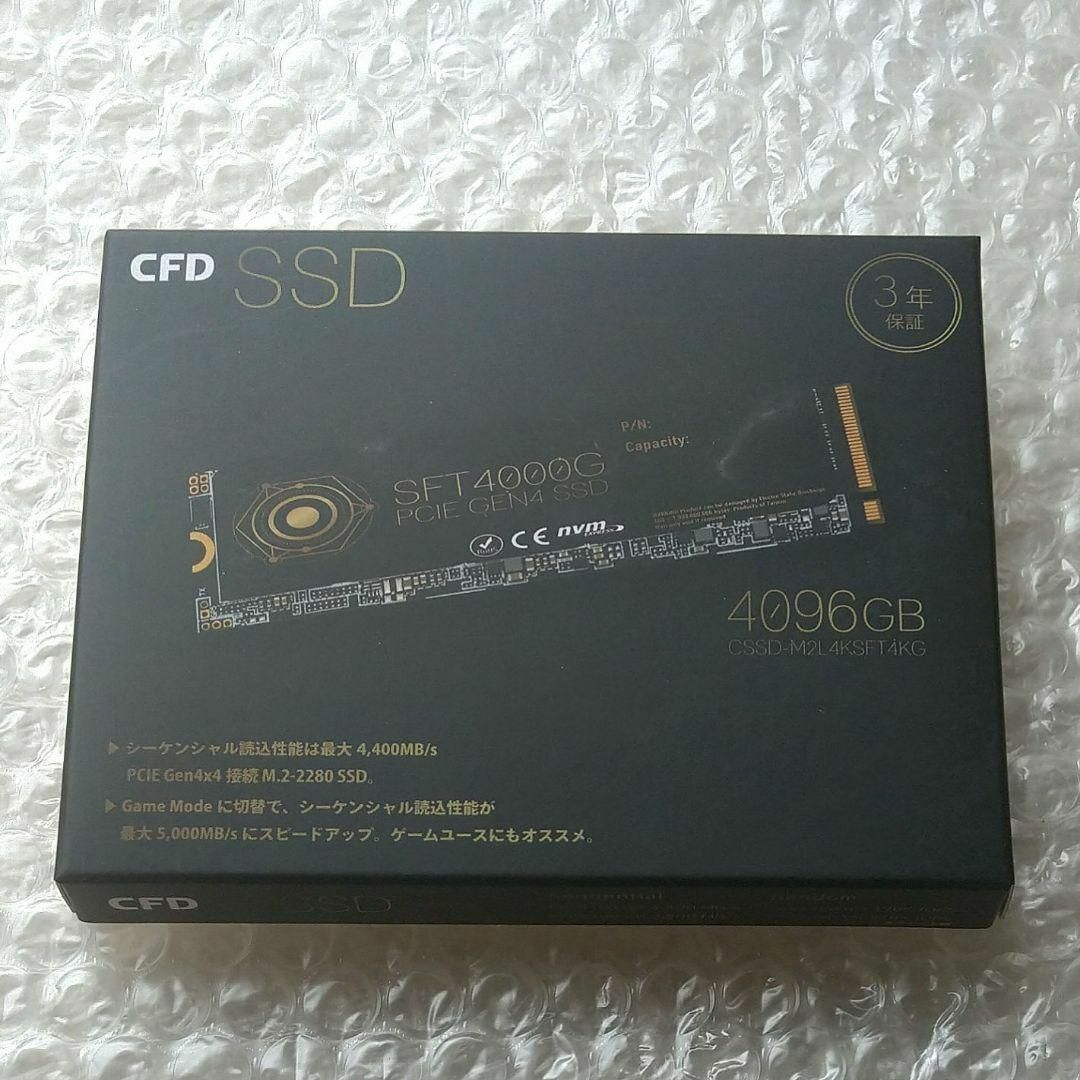 CFD SSD
3年
保証
P/N:
Capacity:
SFT4000G
PCIE GEN4 SSD
RoHS CE nvm
EXPRESS
4096GB
CSSD-M2L4KSFT4KG
▶ シーケンシャル読込性能は最大 4,400MB/s
PCIE Gen4x4 接続 M.2-2280 SSD。
▶ Game Mode に切替で、シーケンシャル読込性能が
最大 5,000MB/s にスピードアップ。ゲームユースにもオススメ。
CFD SSD